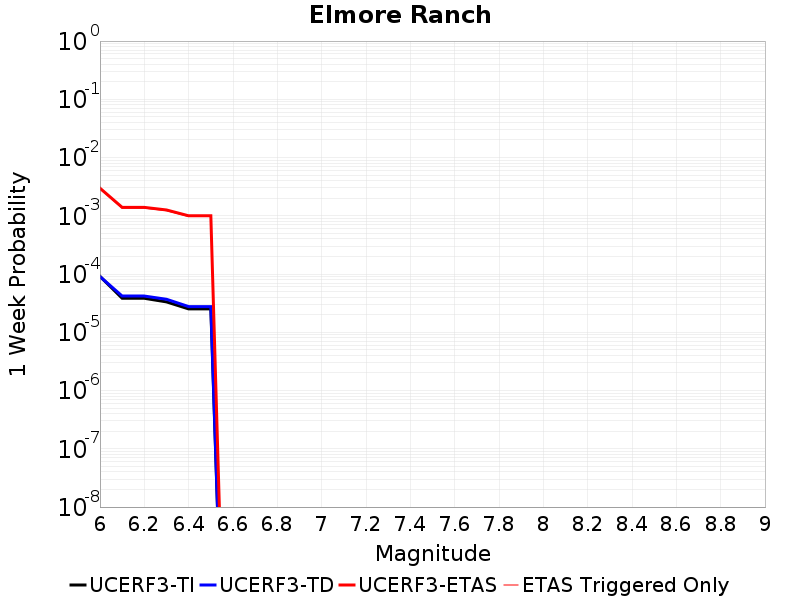 Elmore Ranch
1 Week Probability
10^0
10^-1
10^-2
10^-3
10^-4
10^-5
10^-6
10^-7
10^-8
6 6.2 6.4 6.6 6.8 7 7.2 7.4 7.6 7.8 8 8.2 8.4 8.6 8.8 9
Magnitude
UCERF3-TI UCERF3-TD UCERF3-ETAS ETAS Triggered Only